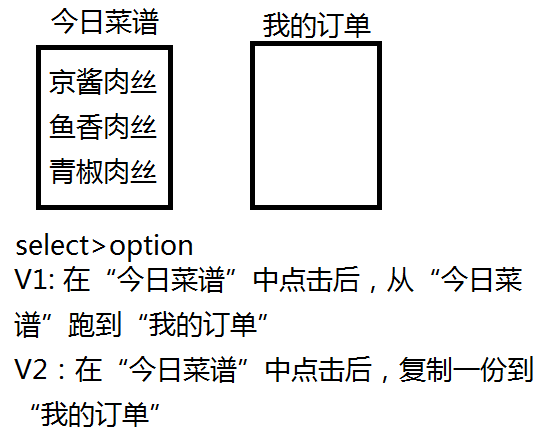 今日菜谱
我的订单
京酱肉丝
鱼香肉丝
青椒肉丝
select>option
V1: 在“今日菜谱”中点击后，从“今日菜
谱”跑到“我的订单”
V2：在“今日菜谱”中点击后，复制一份到
“我的订单”